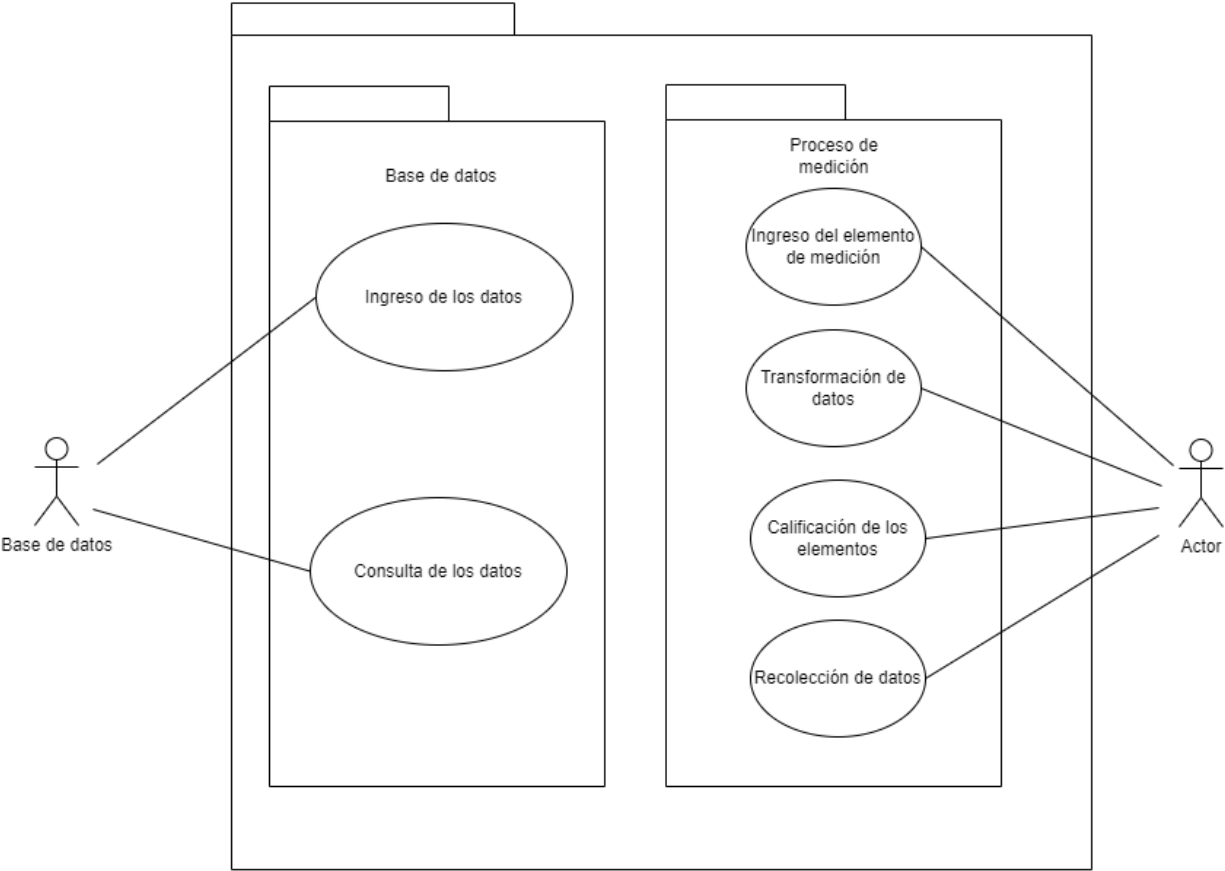 Base de datos
Ingreso de los datos
Consulta de los datos
Proceso de
medición
Ingreso del elemento
de medición
Transformación de
datos
Calificación de los
elementos
Recolección de datos
Base de datos
Actor